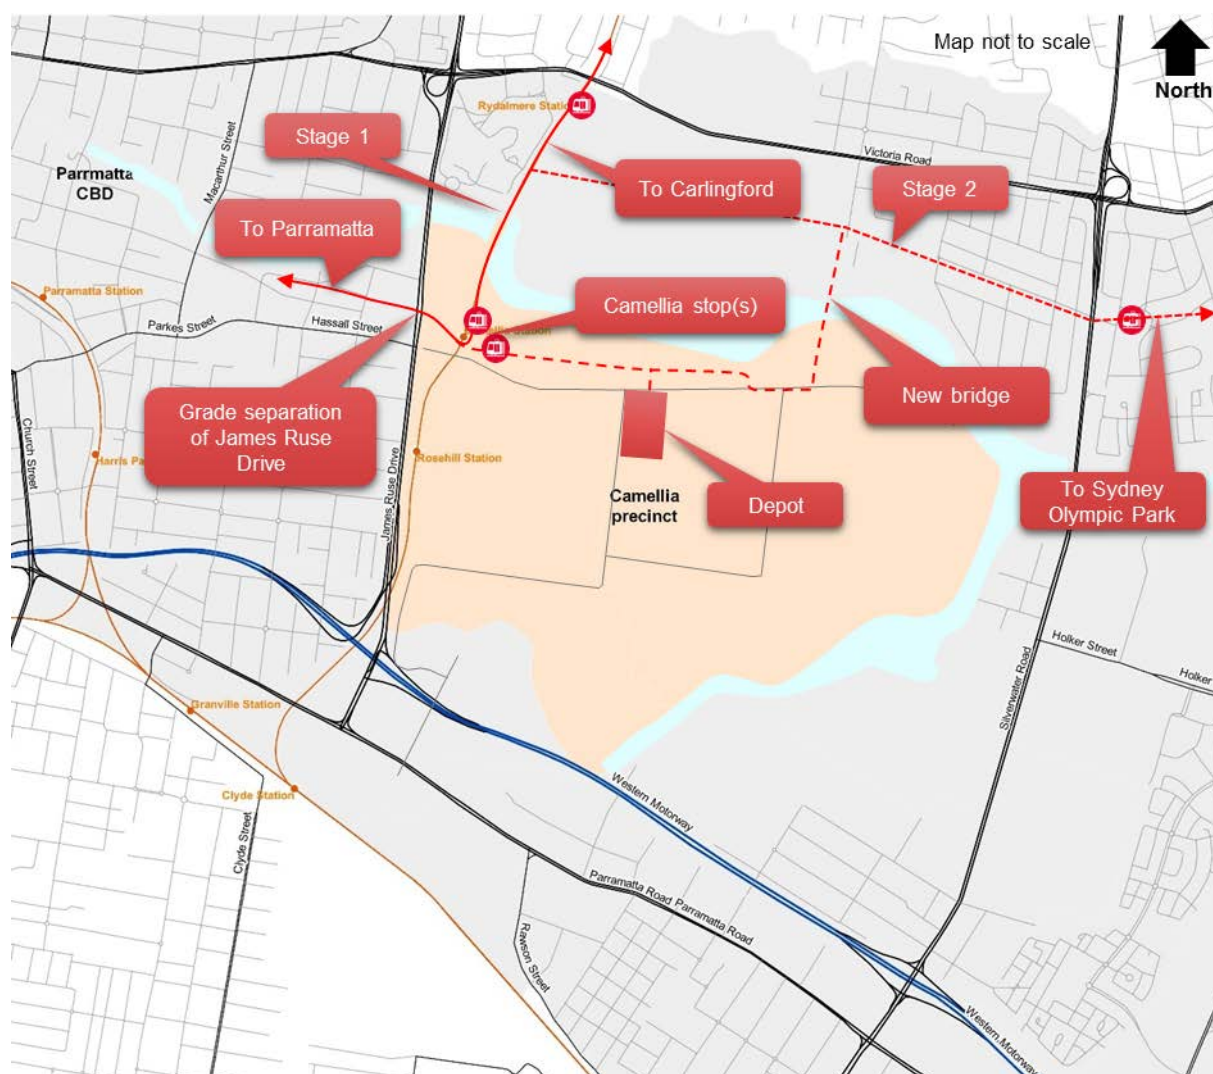 Map not to scale
North
Rydalmere Stati
Stage 1
Macarthur Street
Victoria Road
Parrmatta
CBD
To Carlingford
Stage 2
To Parramatta
Parramatta Station
Camellia stop(s)
Parkes Street
Hassall Street
Station
New bridge
Grade separation
of James Ruse
Drive
Church Street
Harris Pa
James Ruse Drive
Rosehill Station
Camellia
precinct
Depot
To Sydney
Olympic Park
Holker Street
Holker
Silverwater Road
Granville Station
Clyde Station
Western Motorway
Clyde Street
Parramatta Road
Parramatta Road
Rawson Street
Western Motorway